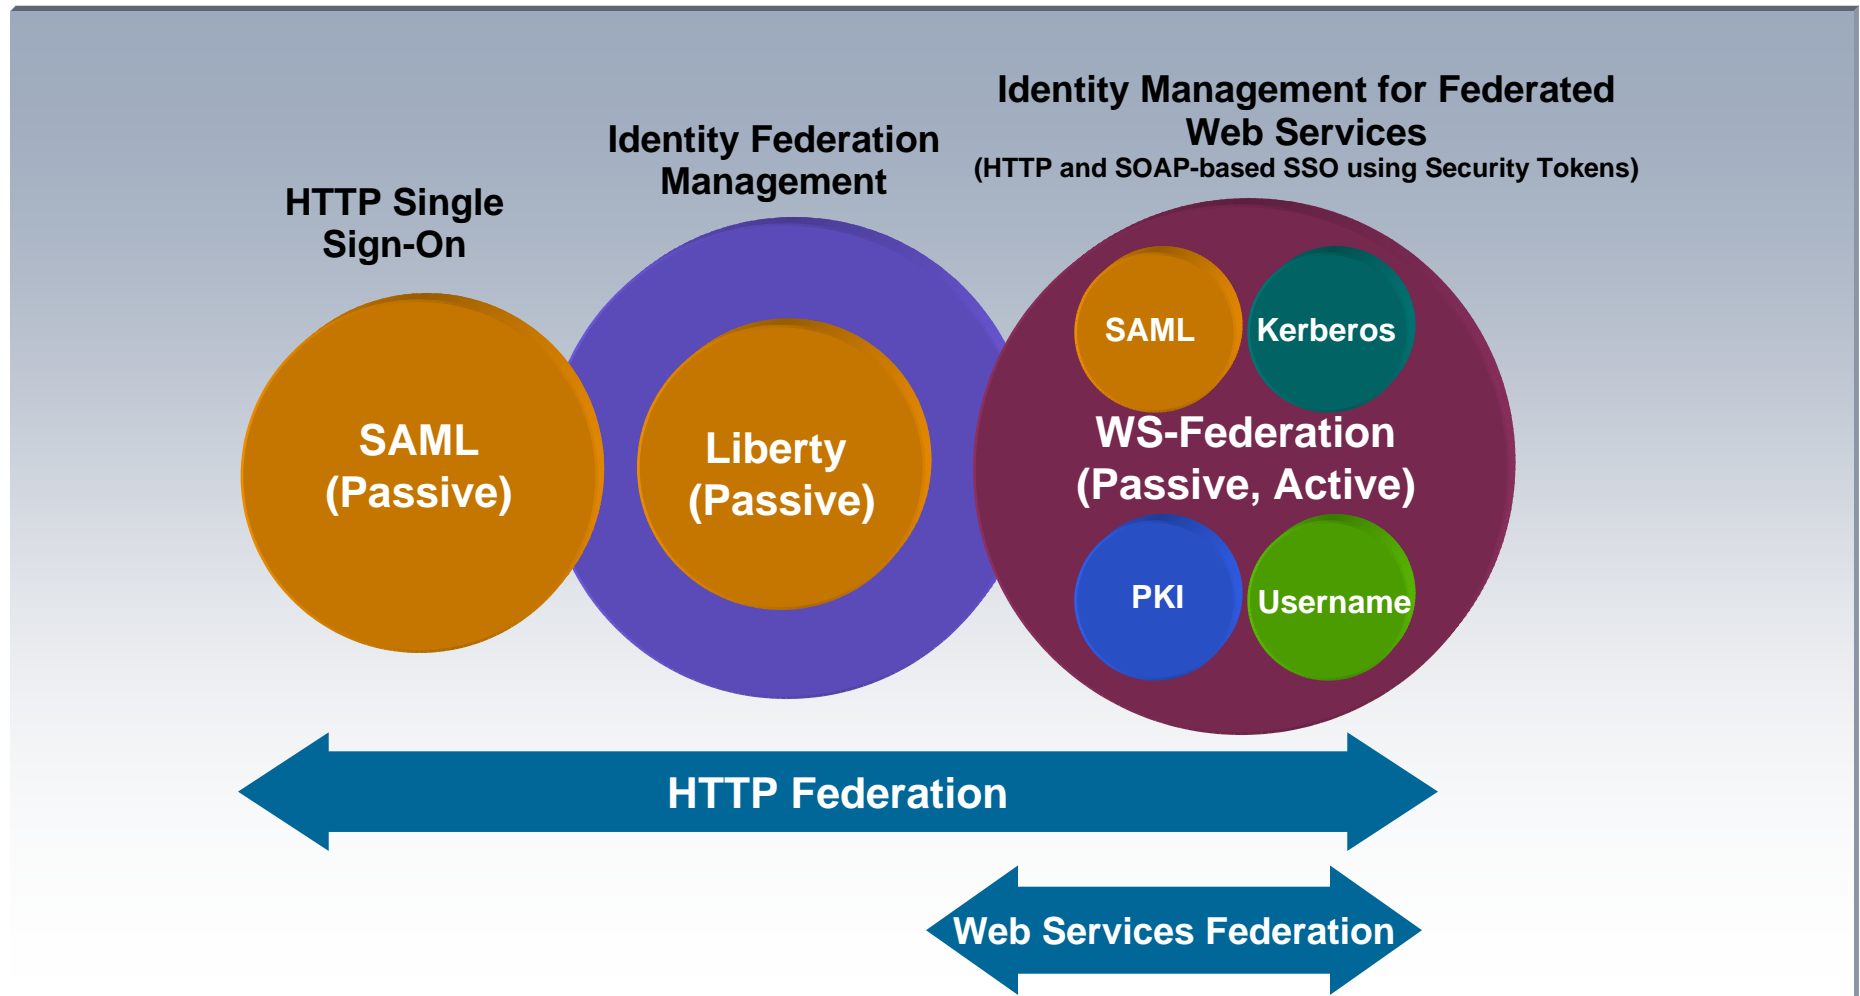 HTTP Single
Sign-On
Identity Federation
Management
Identity Management for Federated
Web Services
(HTTP and SOAP-based SSO using Security Tokens)
SAML
(Passive)
Liberty
(Passive)
SAML
Kerberos
WS-Federation
(Passive, Active)
PKI
Username
HTTP Federation
Web Services Federation